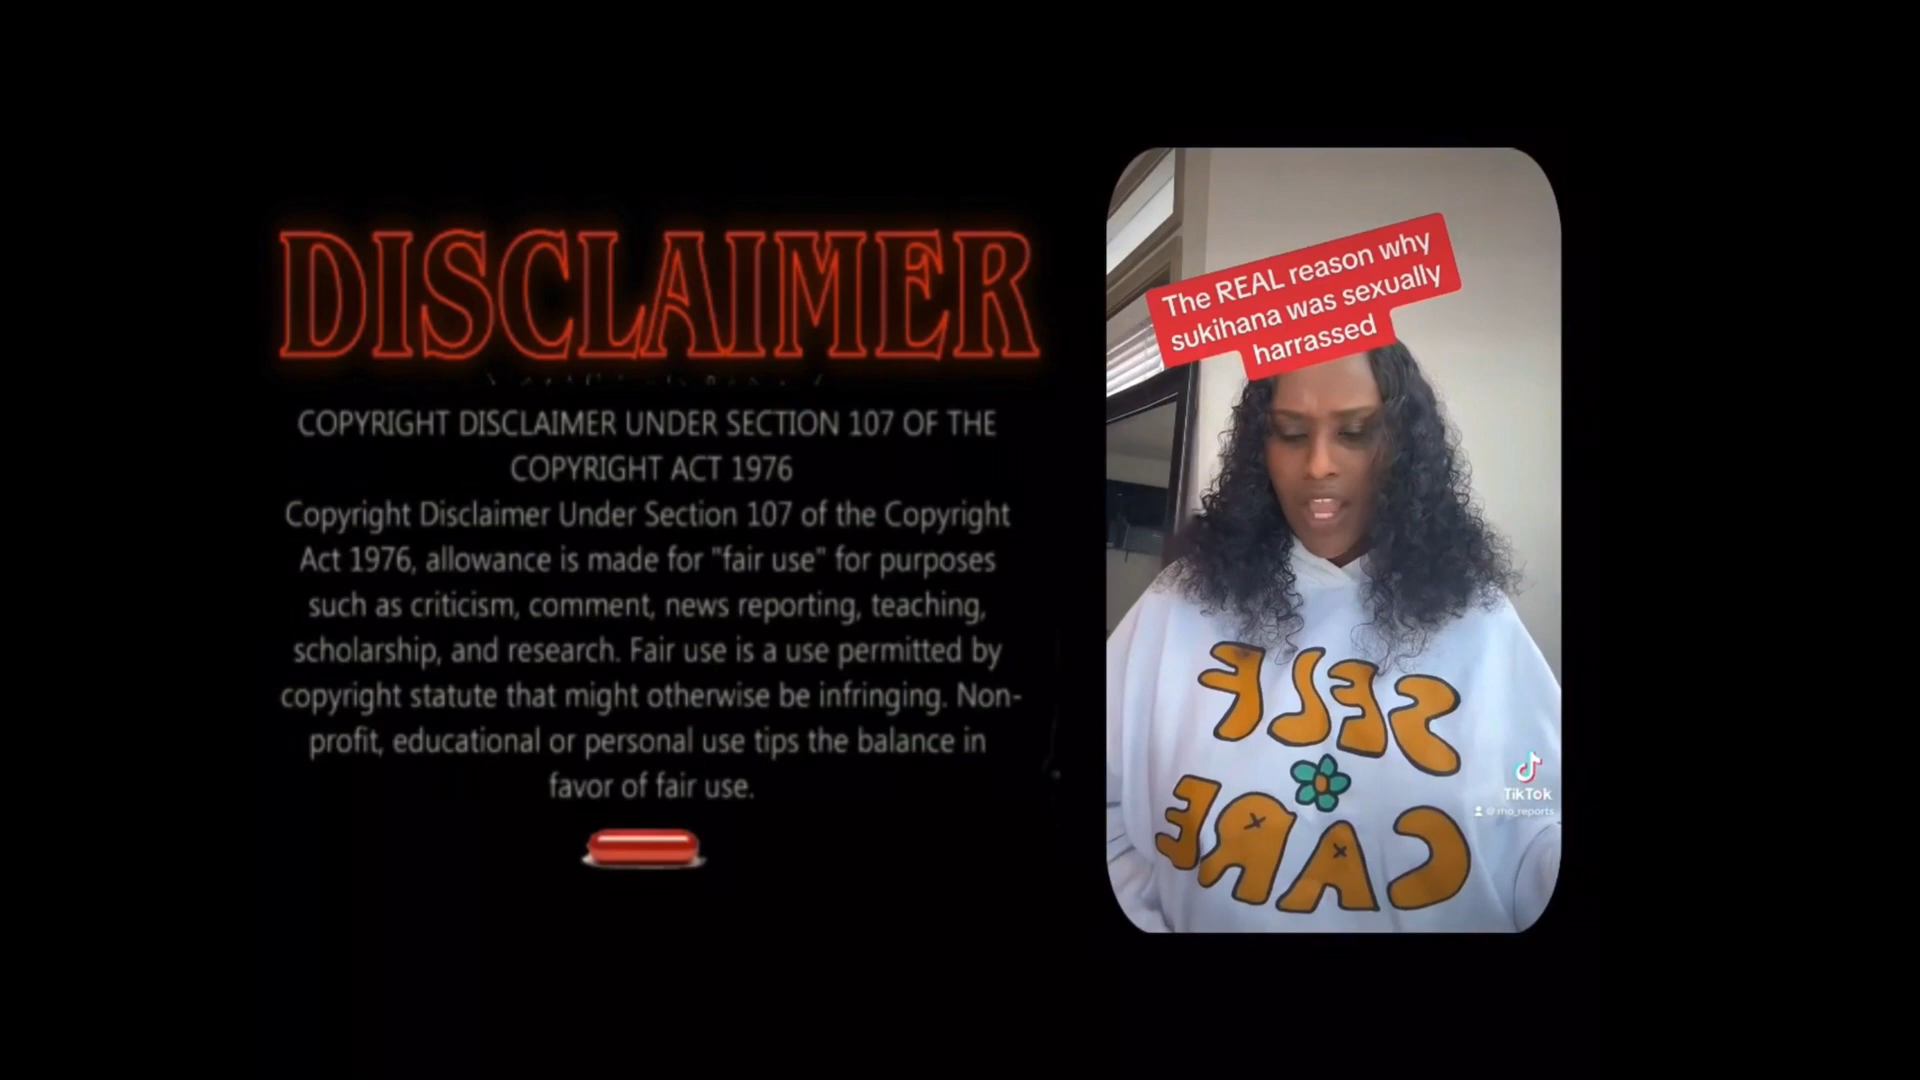 DISCLAIMER
COPYRIGHT DISCLAIMER UNDER SECTION 107 OF THE
COPYRIGHT ACT 1976
Copyright Disclaimer Under Section 107 of the Copyright
Act 1976, allowance is made for "fair use" for purposes
such as criticism, comment, news reporting, teaching,
scholarship, and research. Fair use is a use permitted by
copyright statute that might otherwise be infringing. Non-
profit, educational or personal use tips the balance in
favor of fair use.
The REAL reason why
sukihana was sexually
harrassed
SELF
CARE
TikTok
@mo_reports